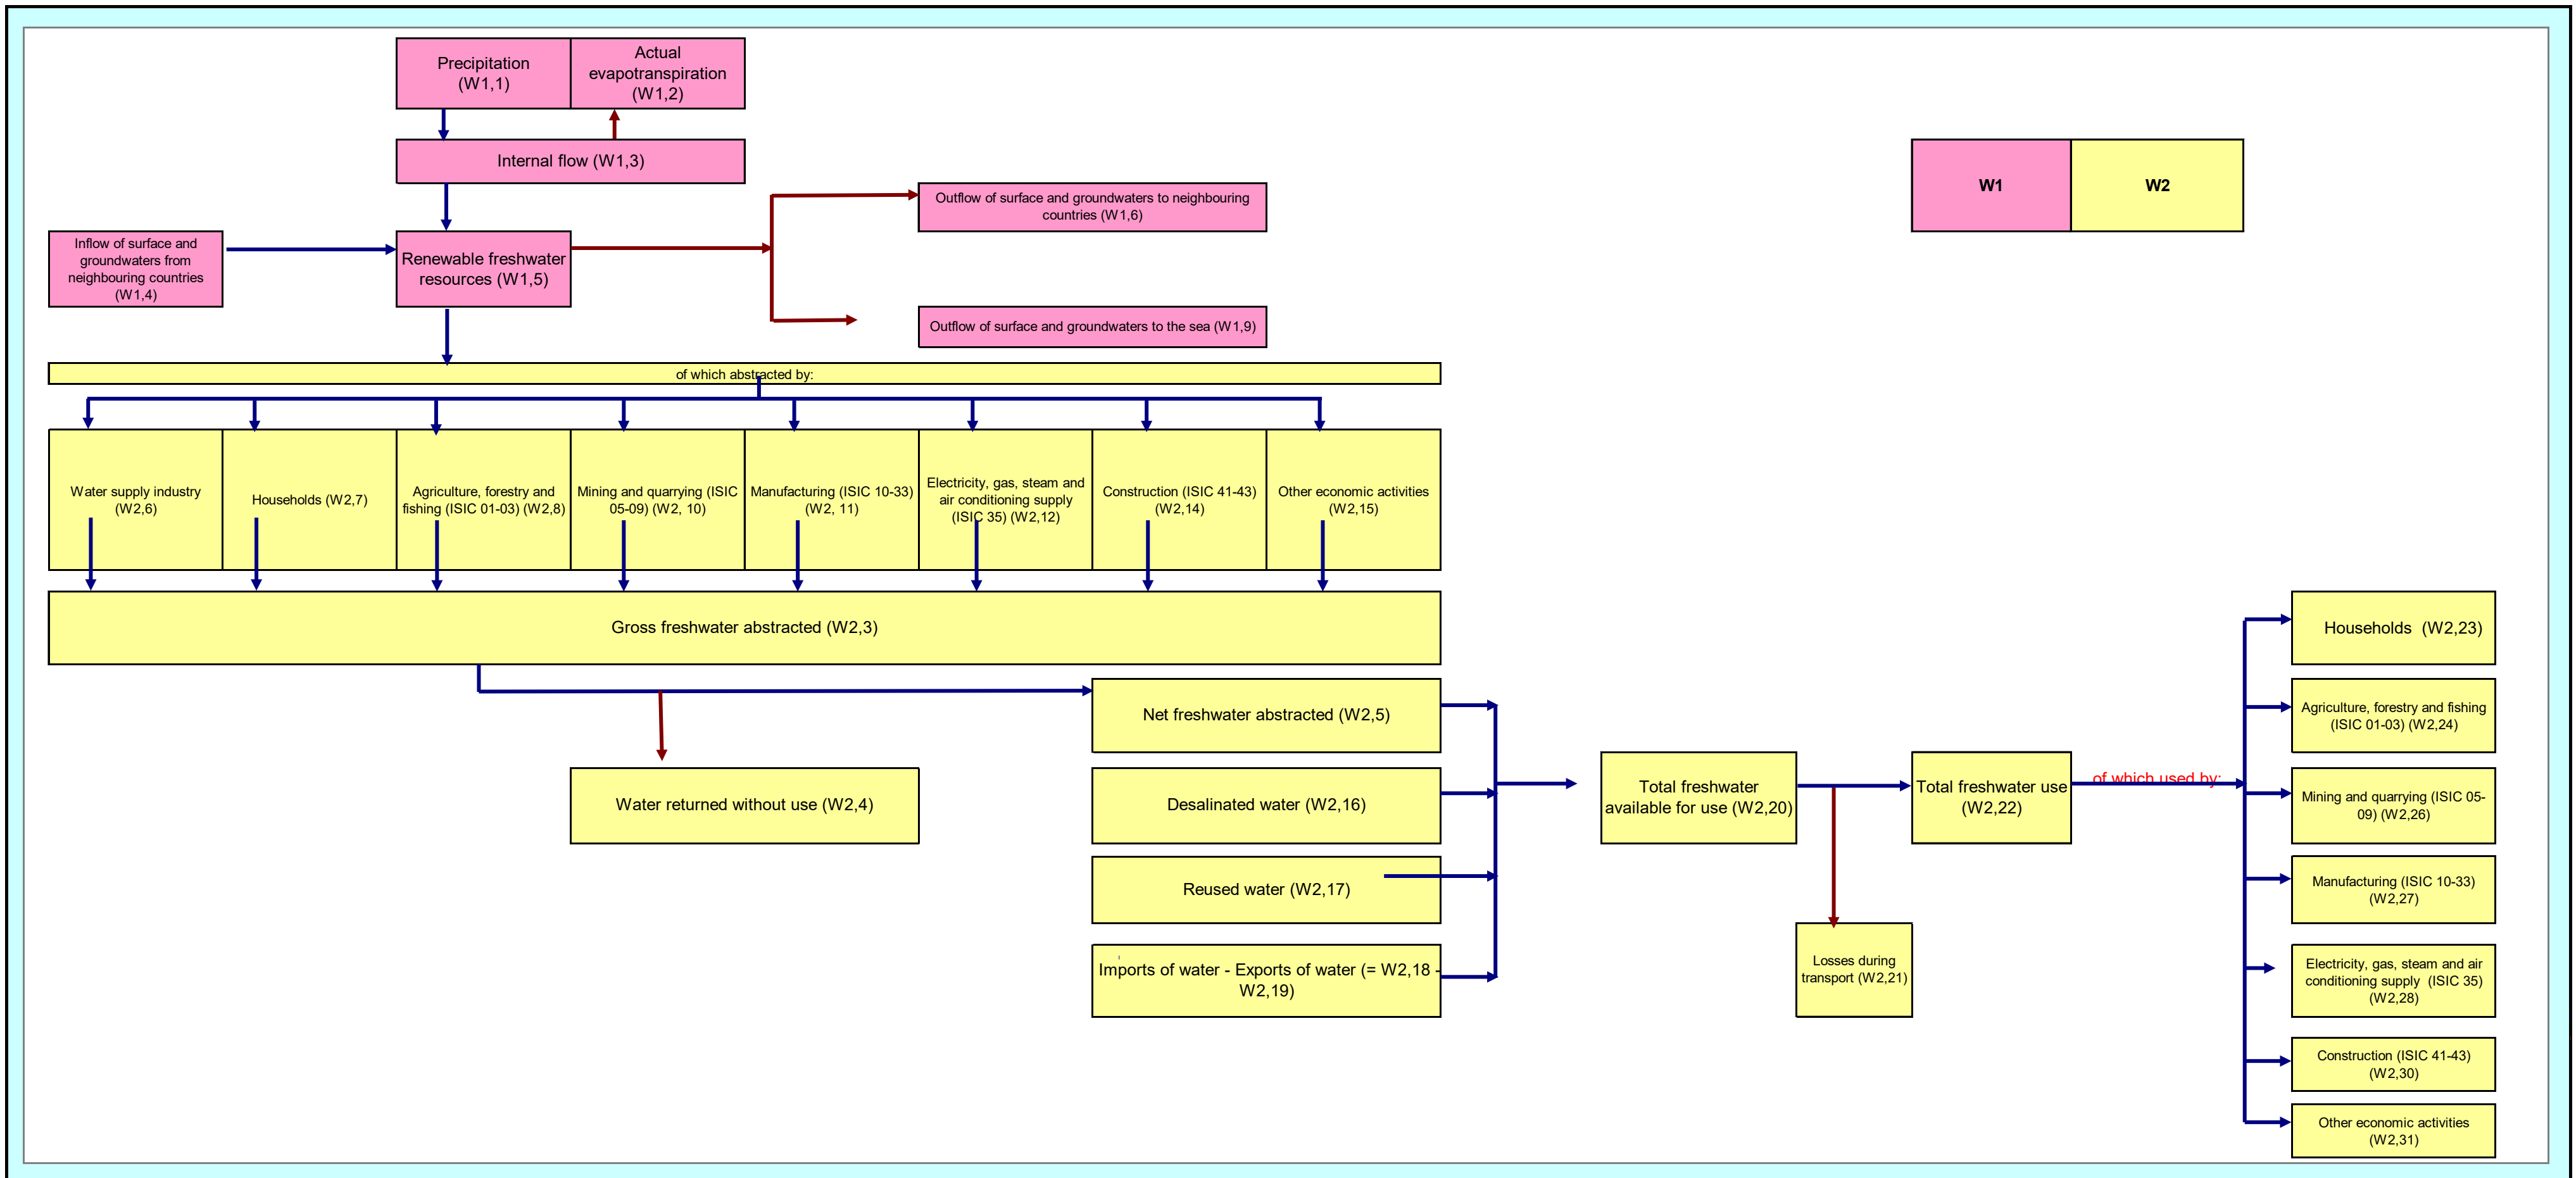 Precipitation
(W1,1)
Actual
evapotranspiration
(W1,2)
Internal flow (W1,3)
W1
W2
Outflow of surface and groundwaters to neighbouring
countries (W1,6)
Inflow of surface and
groundwaters from
neighbouring countries
(W1,4)
Renewable freshwater
resources (W1,5)
Outflow of surface and groundwaters to the sea (W1,9)
of which abstracted by:
Water supply industry
(W2,6)
Households (W2,7)
Agriculture, forestry and
fishing (ISIC 01-03) (W2,8)
Mining and quarrying (ISIC
05-09) (W2, 10)
Manufacturing (ISIC 10-33)
(W2, 11)
Electricity, gas, steam and
air conditioning supply
(ISIC 35) (W2,12)
Construction (ISIC 41-43)
(W2,14)
Other economic activities
(W2,15)
Gross freshwater abstracted (W2,3)
Households  (W2,23)
Net freshwater abstracted (W2,5)
Agriculture, forestry and fishing
(ISIC 01-03) (W2,24)
Water returned without use (W2,4)
Desalinated water (W2,16)
Total freshwater
available for use (W2,20)
Total freshwater use
(W2,22)
of which used by:
Mining and quarrying (ISIC 05-
09) (W2,26)
Reused water (W2,17)
Manufacturing (ISIC 10-33)
(W2,27)
Imports of water - Exports of water (= W2,18 -
W2,19)
Losses during
transport (W2,21)
Electricity, gas, steam and air
conditioning supply  (ISIC 35)
(W2,28)
Construction (ISIC 41-43)
(W2,30)
Other economic activities
(W2,31)